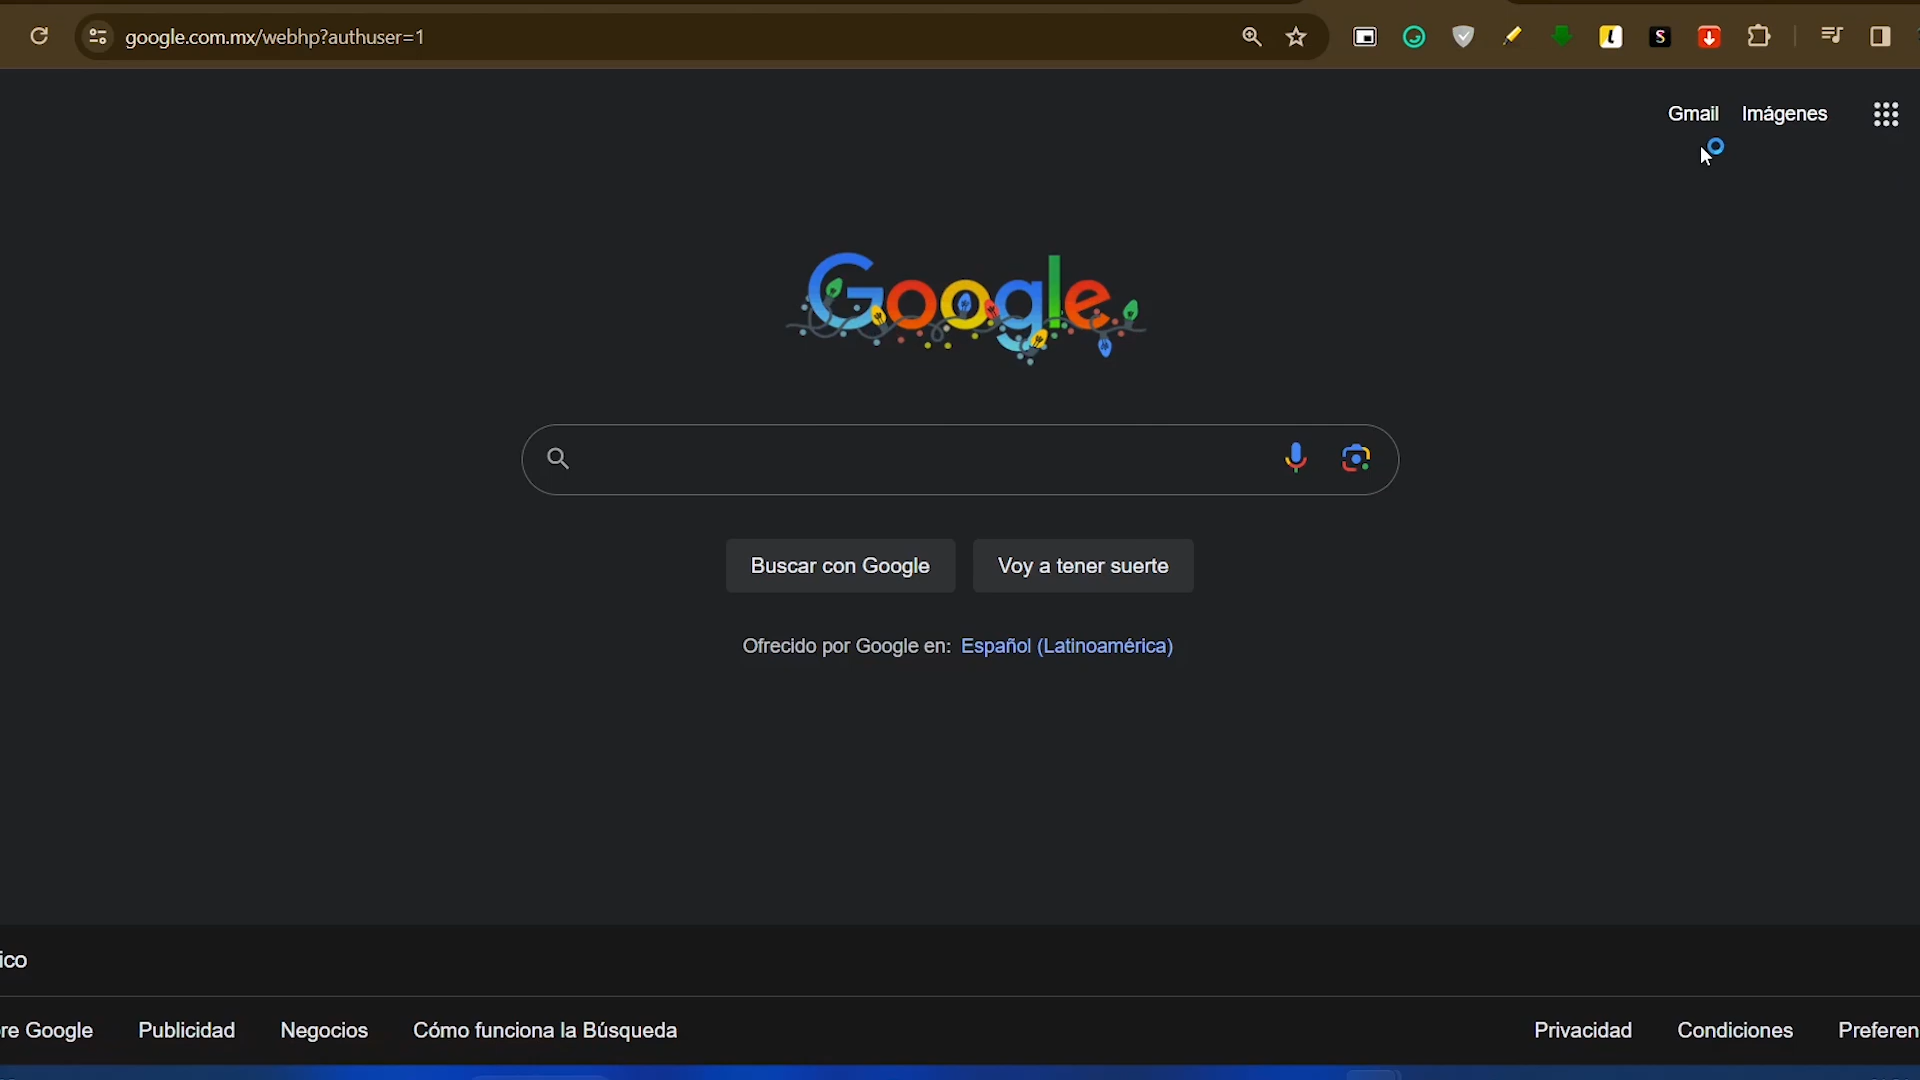 google.com.mx/webhp?authuser=1
Gmail Imágenes
Google
Buscar con Google Voy a tener suerte
Ofrecido por Google en: Español (Latinoamérica)
ico
re Google Publicidad Negocios Cómo funciona la Búsqueda Privacidad Condiciones Preferen